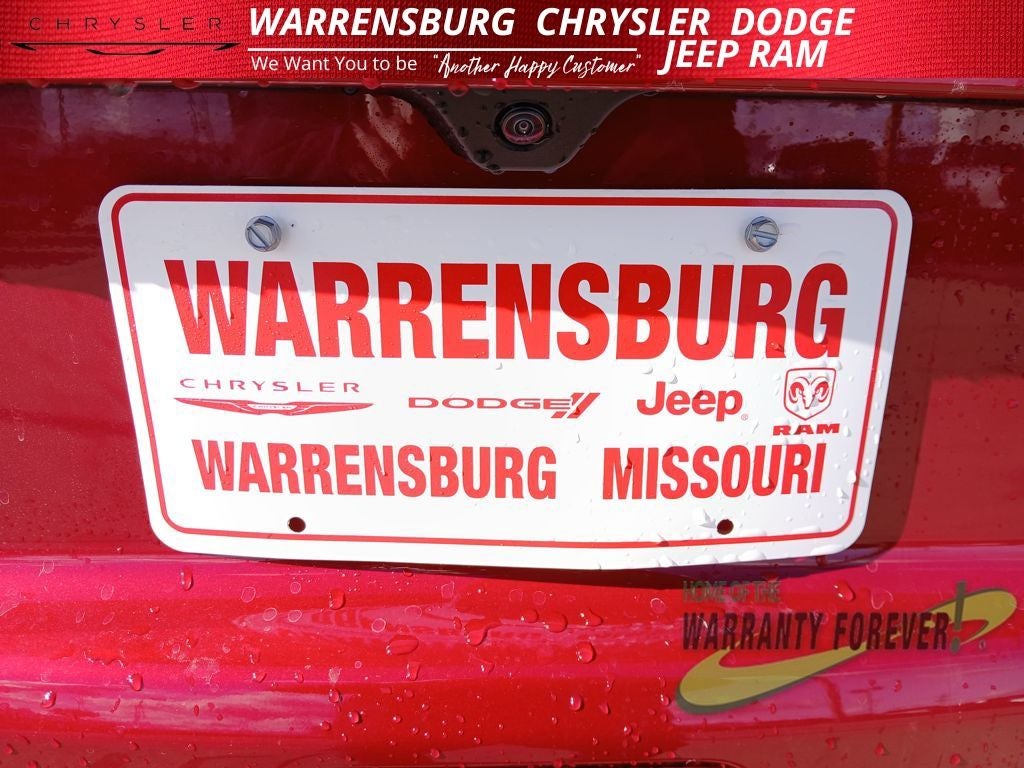 CHRYSLER
WARRENSBURG CHRYSLER DODGE
JEEP RAM
We Want You to be "Another Happy Customer"
WARRENSBURG
CHRYSLER DODGE Jeep® RAM
WARRENSBURG MISSOURI
HOME OF THE
WARRANTY FOREVER!